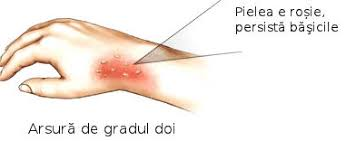 Pielea e roșie,
persistă bășicile
Arsură de gradul doi